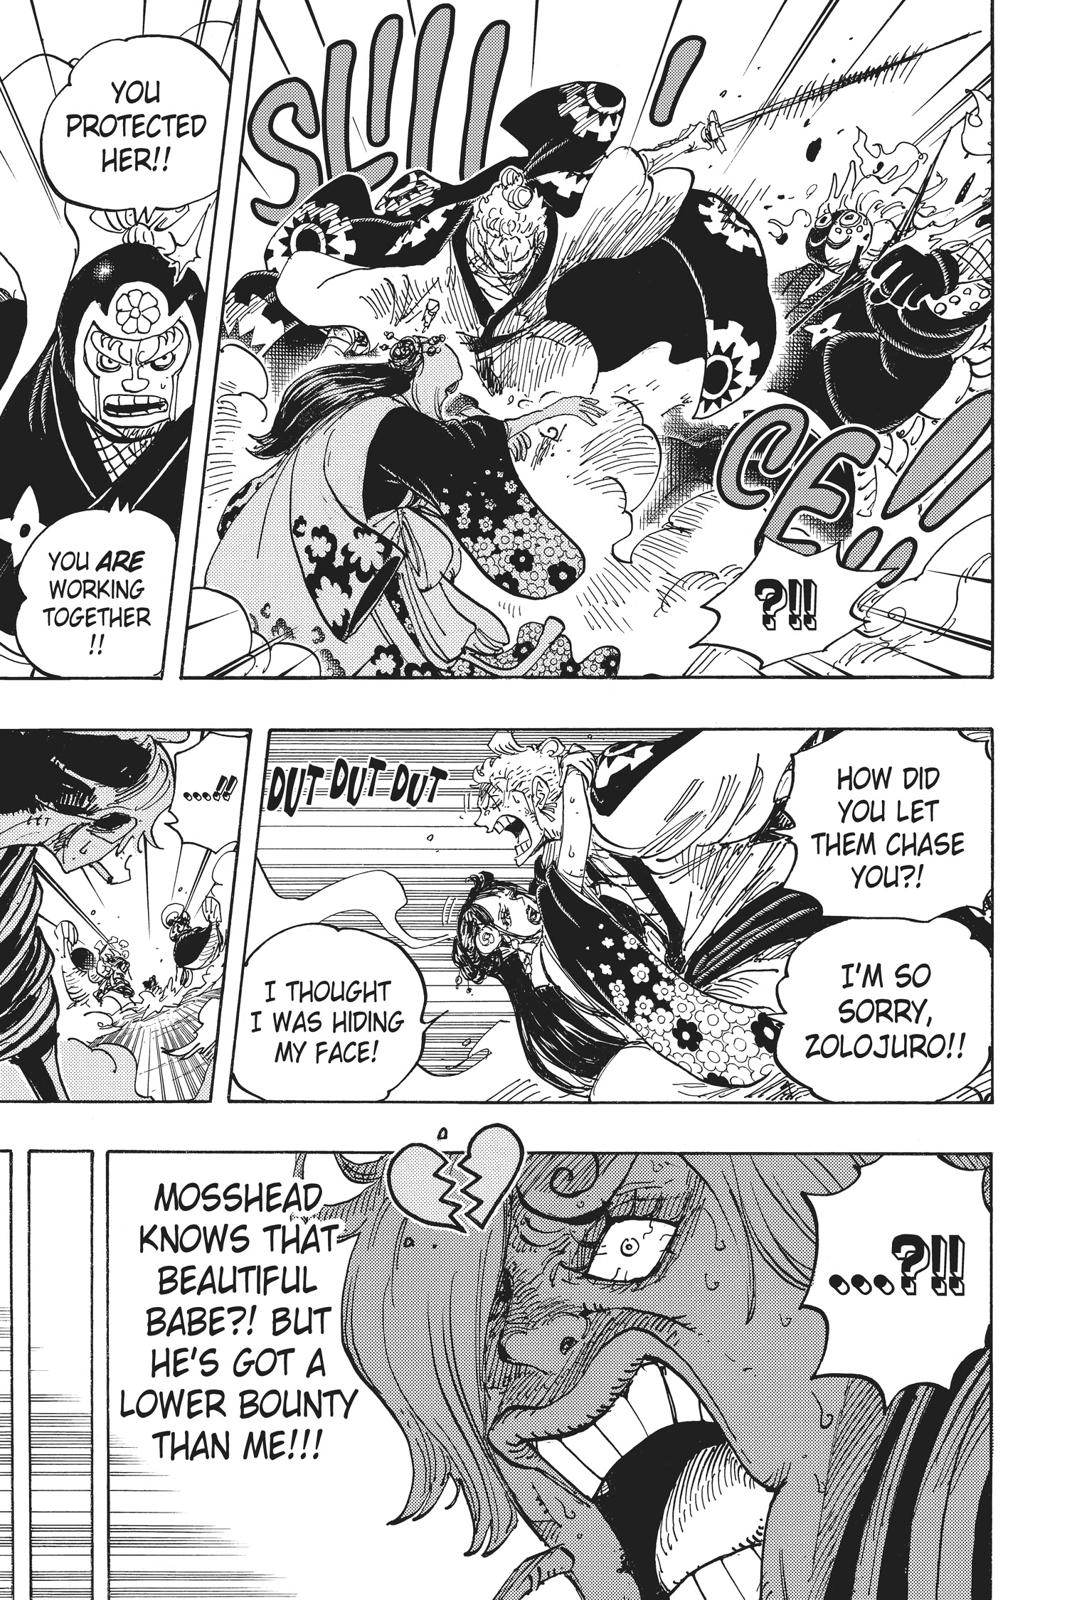 SLIII
CE!!
?!!
YOU
PROTECTED
HER!!
YOU ARE
WORKING
TOGETHER
!!
HOW DID
YOU LET
THEM CHASE
YOU?!
I'M SO
SORRY,
ZOLOJURO!!
I THOUGHT
I WAS HIDING
MY FACE!
DUT DUT DUT
...!!
...?!!
MOSSHEAD
KNOWS THAT
BEAUTIFUL
BABE?! BUT
HE'S GOT A
LOWER BOUNTY
THAN ME!!!